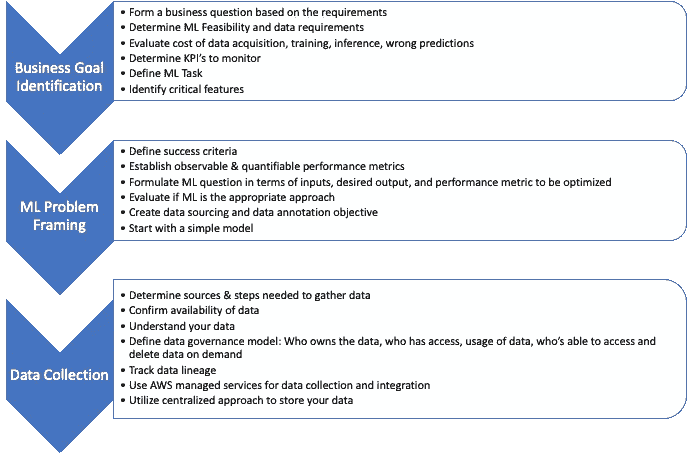 Business Goal
Identification
• Form a business question based on the requirements
• Determine ML Feasibility and data requirements
• Evaluate cost of data acquisition, training, inference, wrong predictions
• Determine KPI's to monitor
• Define ML Task
• Identify critical features
ML Problem
Framing
• Define success criteria
• Establish observable & quantifiable performance metrics
• Formulate ML question in terms of inputs, desired output, and performance metric to be optimized
• Evaluate if ML is the appropriate approach
• Create data sourcing and data annotation objective
• Start with a simple model
Data Collection
• Determine sources & steps needed to gather data
• Confirm availability of data
• Understand your data
• Define data governance model: Who owns the data, who has access, usage of data, who's able to access and
delete data on demand
• Track data lineage
• Use AWS managed services for data collection and integration
• Utilize centralized approach to store your data